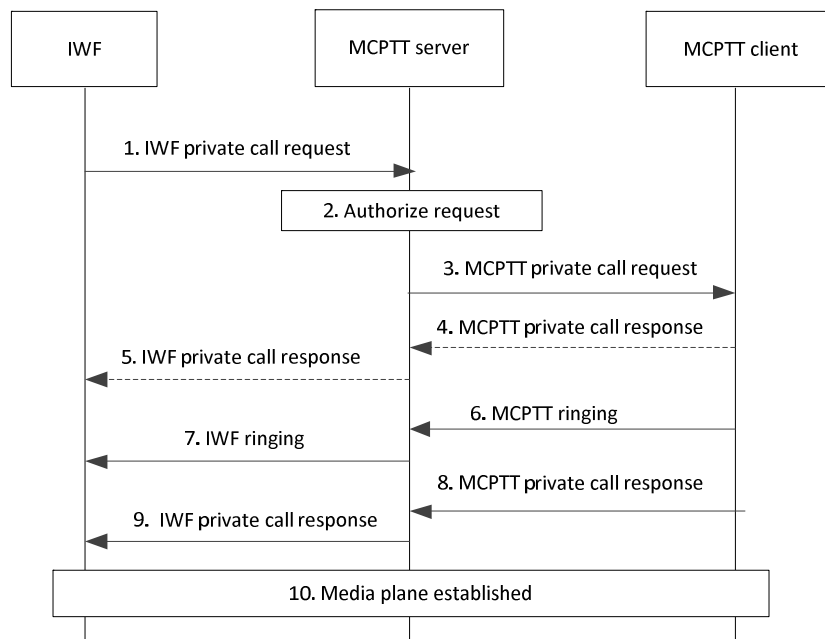 IWF
MCPTT server
MCPTT client
1. IWF private call request
2. Authorize request
3. MCPTT private call request
4. MCPTT private call response
5. IWF private call response
6. MCPTT ringing
7. IWF ringing
8. MCPTT private call response
9. IWF private call response
10. Media plane established